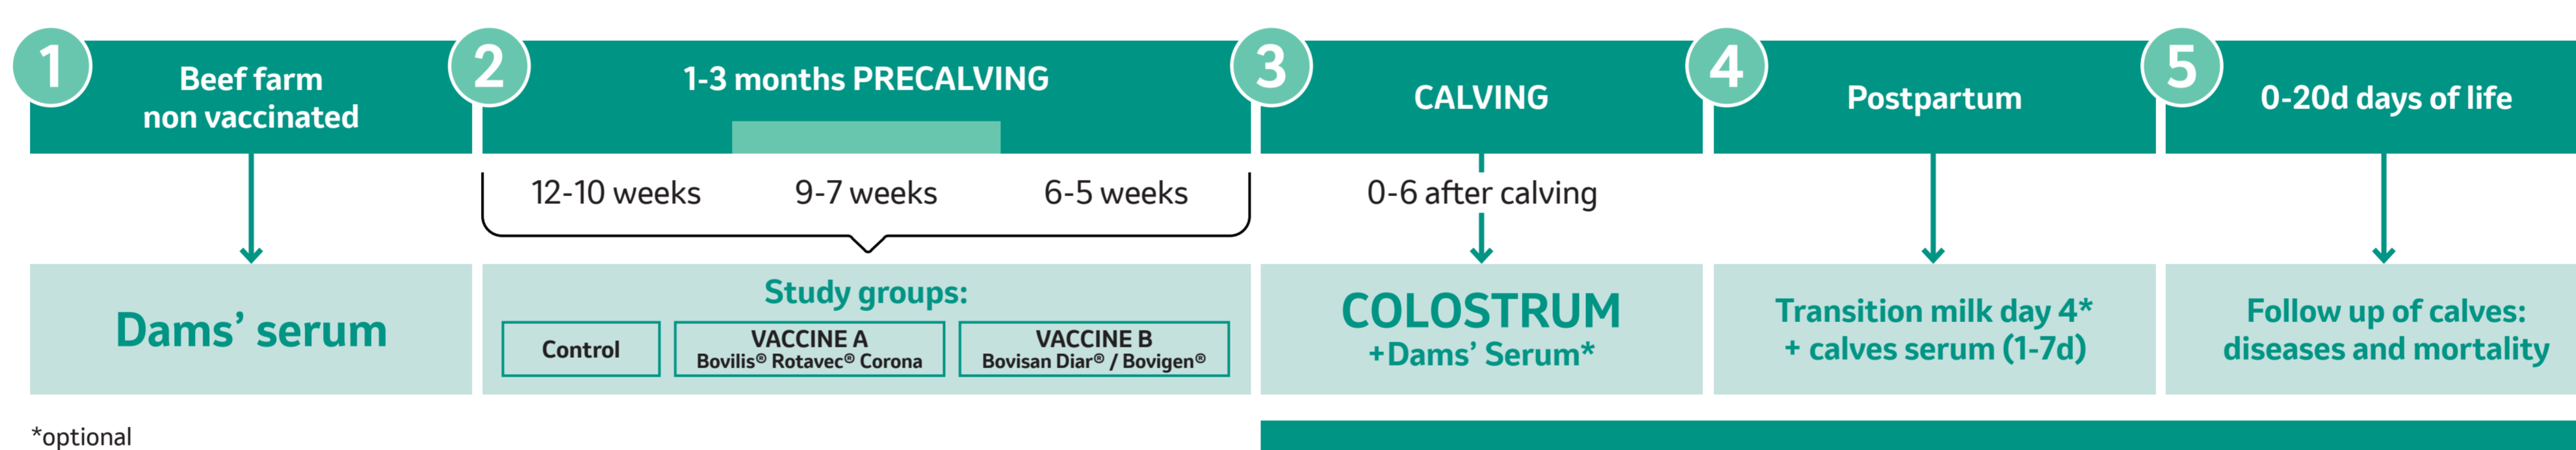 1
Beef farm
non vaccinated
2
1-3 months PRECALVING
3
CALVING
4
Postpartum
5
0-20d days of life
12-10 weeks
9-7 weeks
6-5 weeks
0-6 after calving
Dams’ serum
Study groups:
Control
VACCINE A
Bovilis® Rotavec® Corona
VACCINE B
Bovisan Diar® / Bovigen®
COLOSTRUM
+Dams’ Serum*
Transition milk day 4*
+ calves serum (1-7d)
Follow up of calves:
diseases and mortality
*optional